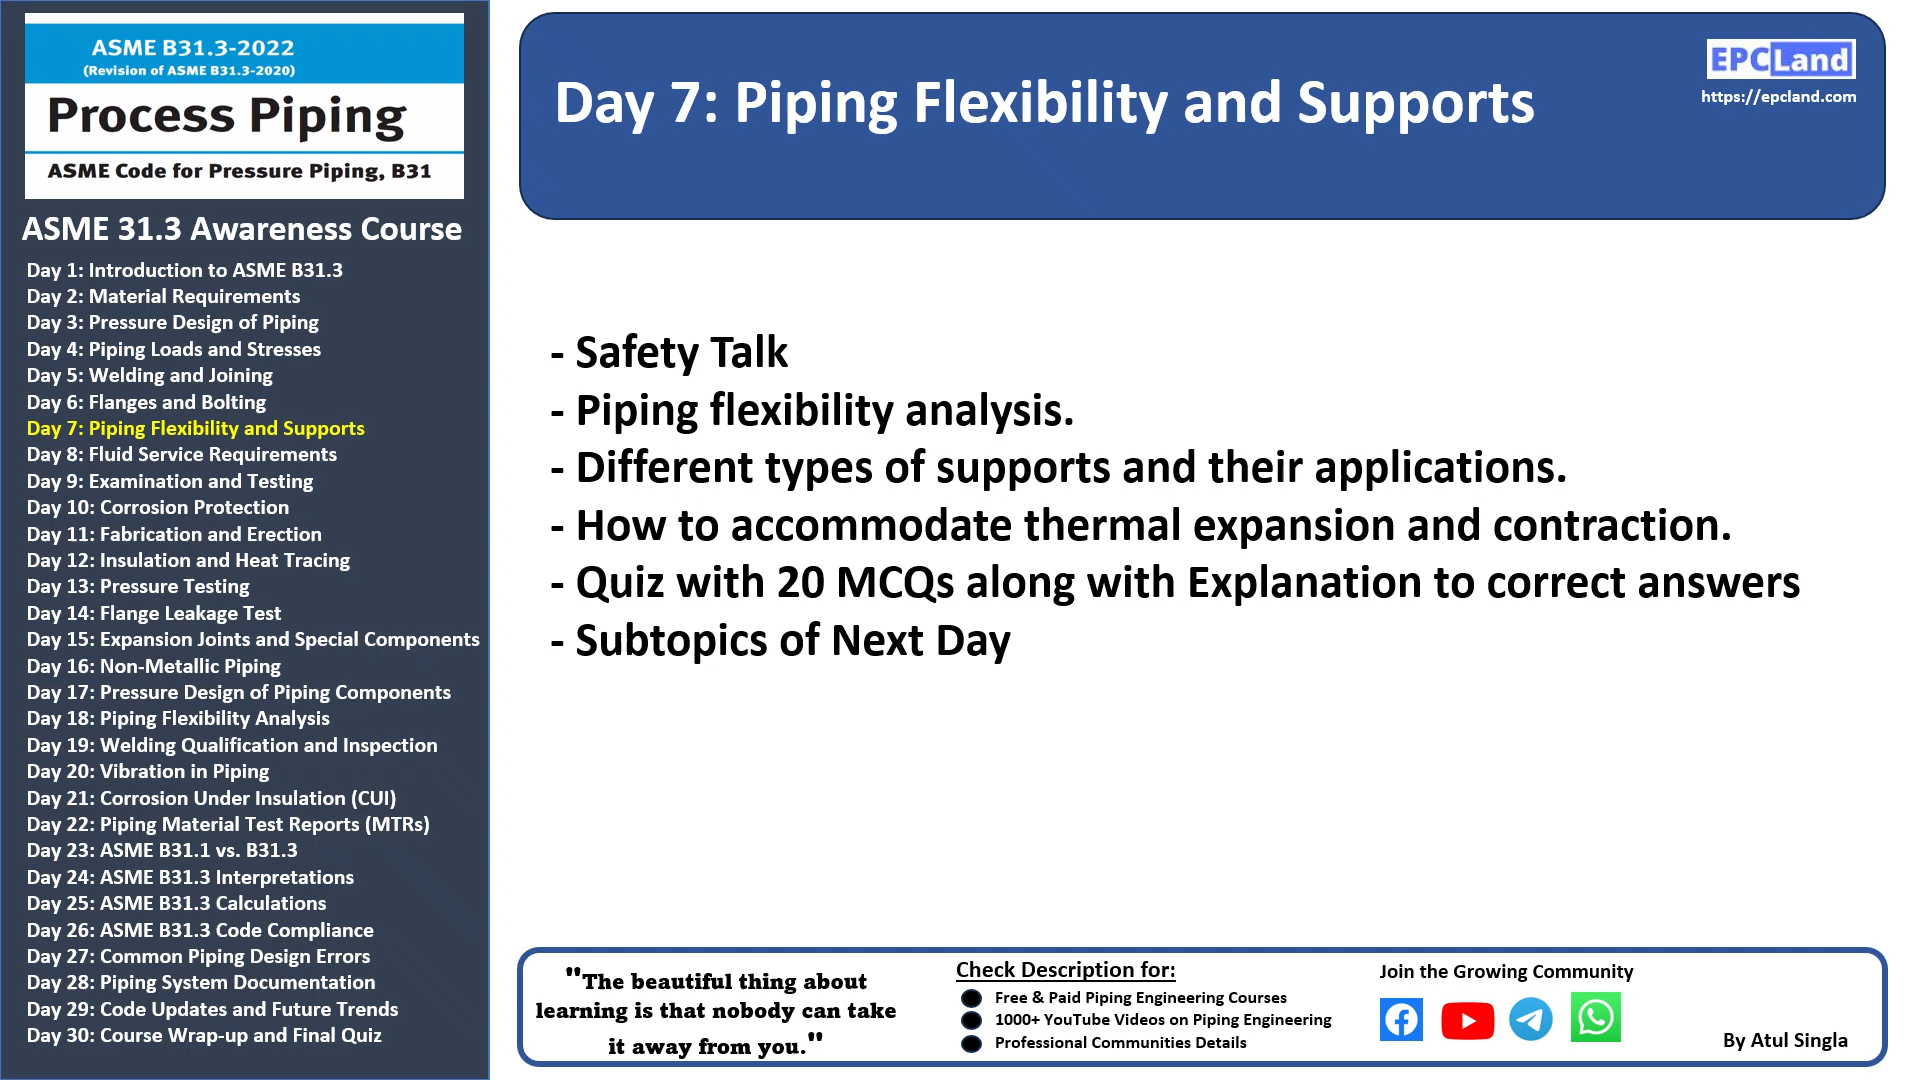 ASME B31.3-2022
(Revision of ASME B31.3-2020)
Process Piping
ASME Code for Pressure Piping, B31
ASME 31.3 Awareness Course
Day 1: Introduction to ASME B31.3
Day 2: Material Requirements
Day 3: Pressure Design of Piping
Day 4: Piping Loads and Stresses
Day 5: Welding and Joining
Day 6: Flanges and Bolting
Day 7: Piping Flexibility and Supports
Day 8: Fluid Service Requirements
Day 9: Examination and Testing
Day 10: Corrosion Protection
Day 11: Fabrication and Erection
Day 12: Insulation and Heat Tracing
Day 13: Pressure Testing
Day 14: Flange Leakage Test
Day 15: Expansion Joints and Special Components
Day 16: Non-Metallic Piping
Day 17: Pressure Design of Piping Components
Day 18: Piping Flexibility Analysis
Day 19: Welding Qualification and Inspection
Day 20: Vibration in Piping
Day 21: Corrosion Under Insulation (CUI)
Day 22: Piping Material Test Reports (MTRs)
Day 23: ASME B31.1 vs. B31.3
Day 24: ASME B31.3 Interpretations
Day 25: ASME B31.3 Calculations
Day 26: ASME B31.3 Code Compliance
Day 27: Common Piping Design Errors
Day 28: Piping System Documentation
Day 29: Code Updates and Future Trends
Day 30: Course Wrap-up and Final Quiz
Day 7: Piping Flexibility and Supports
EPCLand
https://epcland.com
- Safety Talk
- Piping flexibility analysis.
- Different types of supports and their applications.
- How to accommodate thermal expansion and contraction.
- Quiz with 20 MCQs along with Explanation to correct answers
- Subtopics of Next Day
"The beautiful thing about
learning is that nobody can take
it away from you."
Check Description for:
Free & Paid Piping Engineering Courses
1000+ YouTube Videos on Piping Engineering
Professional Communities Details
Join the Growing Community
By Atul Singla